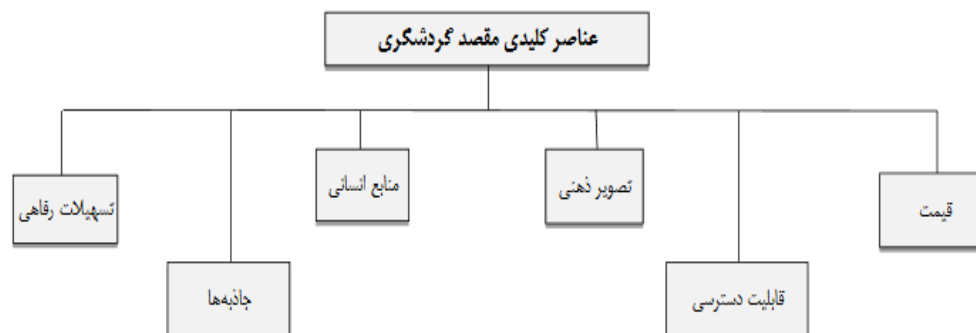 عناصر کلیدی مقصد گردشگری
قیمت
قابلیت دسترسی
تصویر ذهنی
منابع انسانی
جاذبه‌ها
تسهیلات رفاهی